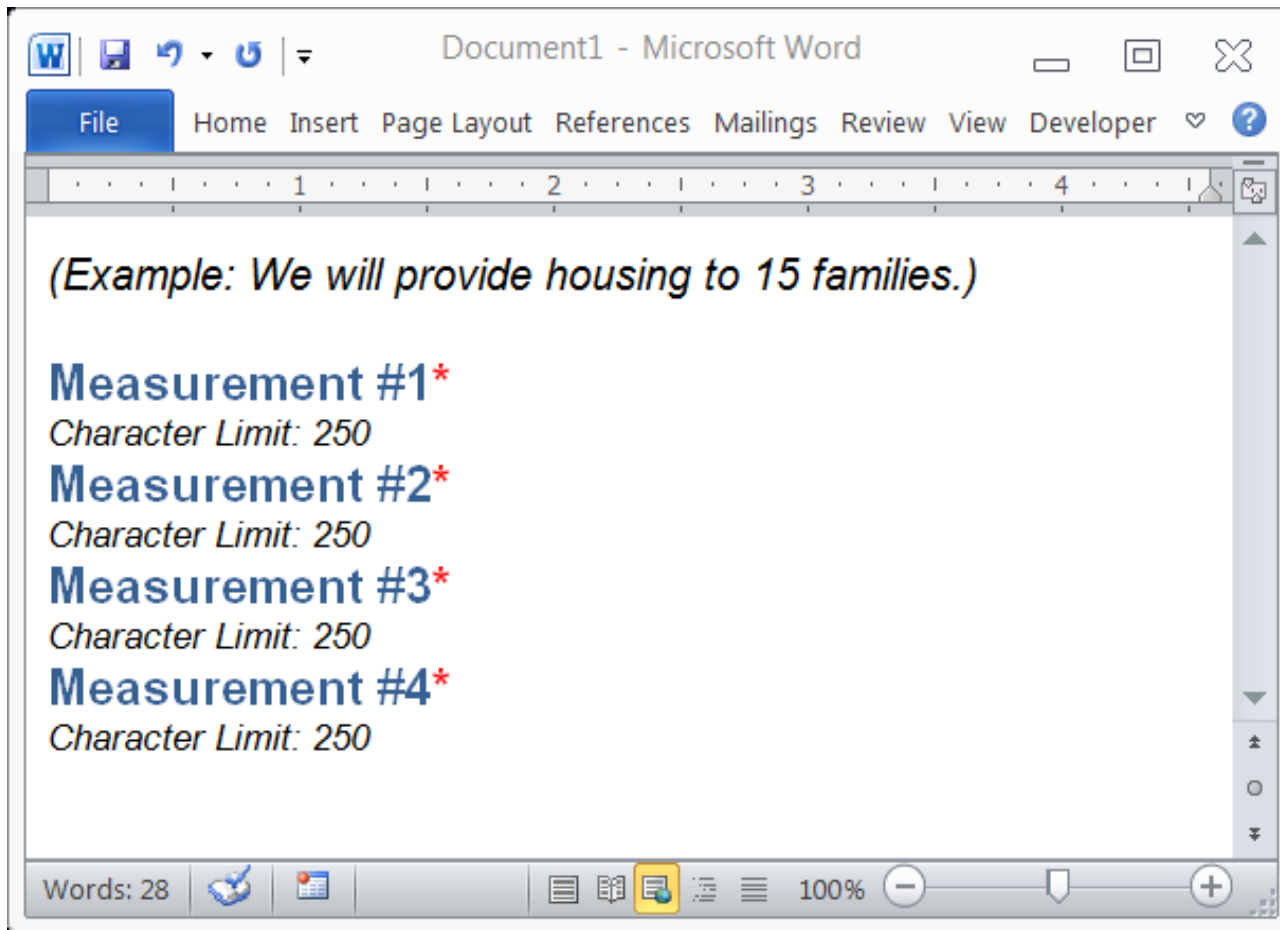 W Document1 - Microsoft Word
File Home Insert Page Layout References Mailings Review View Developer ?
1 2 3 4
(Example: We will provide housing to 15 families.)
Measurement #1*
Character Limit: 250
Measurement #2*
Character Limit: 250
Measurement #3*
Character Limit: 250
Measurement #4*
Character Limit: 250
Words: 28 100%